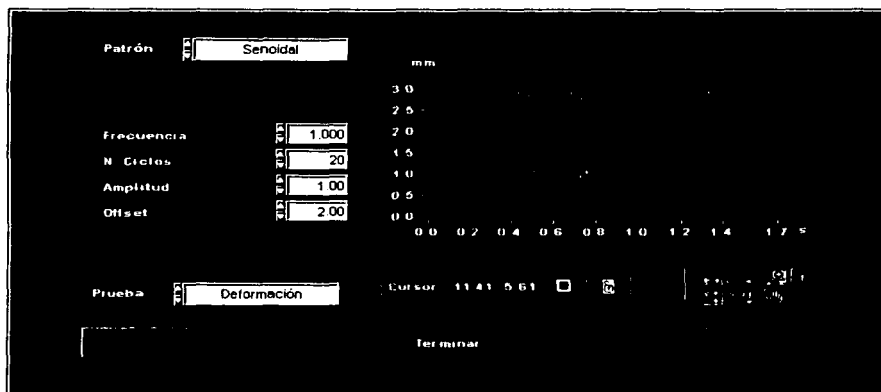 Patrón Senoidal
mm
3.0
2.5
2.0
1.5
1.0
0.5
0.0
0.0 0.2 0.4 0.6 0.8 1.0 1.2 1.4 1.7 s
Frecuencia 1.000
N Ciclos 20
Amplitud 1.00
Offset 2.00
Prueba Deformación
Cursor 11.41 5.61
Terminar